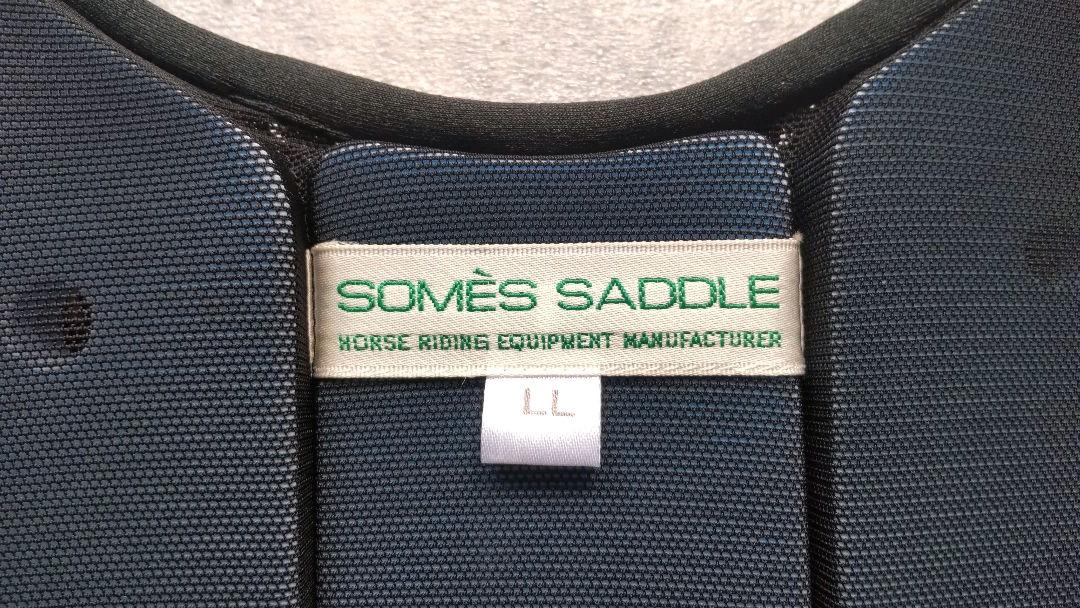 SOMÈS SADDLE
HORSE RIDING EQUIPMENT MANUFACTURER
LL